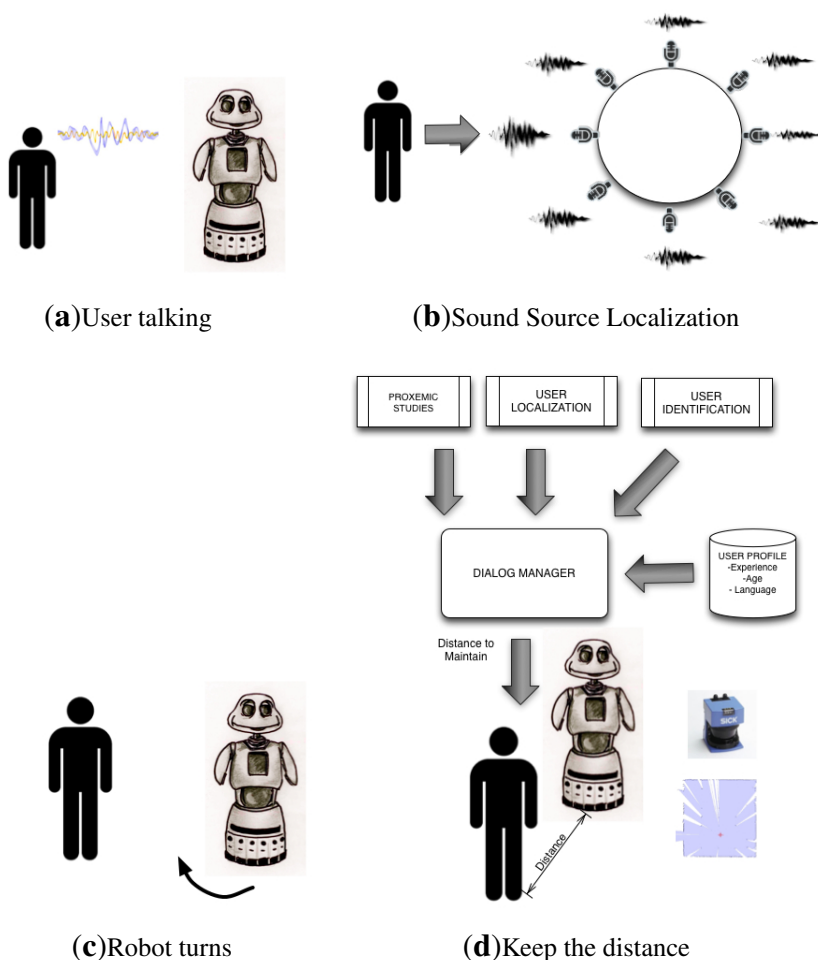 (a)User talking
(b)Sound Source Localization
PROXEMIC
STUDIES
USER
LOCALIZATION
USER
IDENTIFICATION
DIALOG MANAGER
USER PROFILE
-Experience
-Age
- Language
Distance to
Maintain
SICK
Distance
(c)Robot turns
(d)Keep the distance